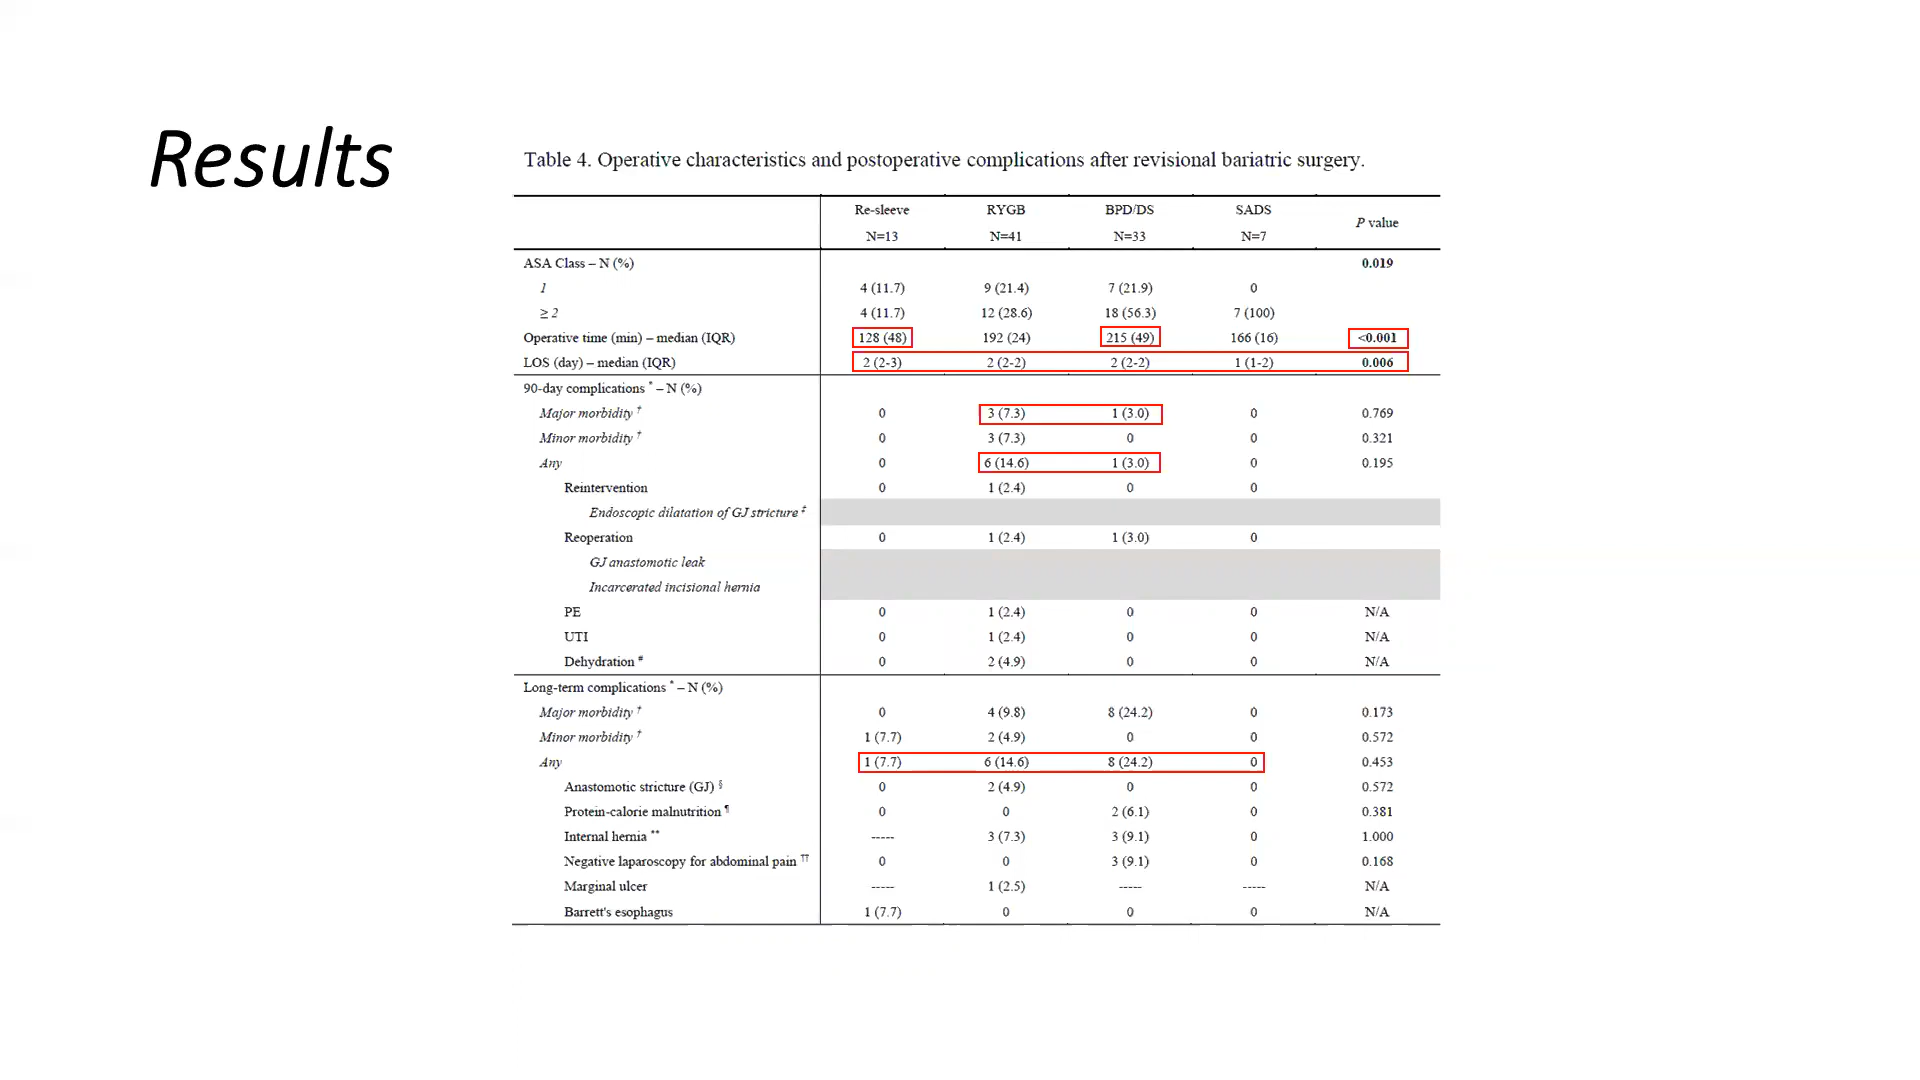 Results
Table 4. Operative characteristics and postoperative complications after revisional bariatric surgery.
Re-sleeve RYGB BPD/DS SADS P value
N=13 N=41 N=33 N=7
ASA Class – N (%) 0.019
1 4 (11.7) 9 (21.4) 7 (21.9) 0
≥ 2 4 (11.7) 12 (28.6) 18 (56.3) 7 (100)
Operative time (min) – median (IQR) 128 (48) 192 (24) 215 (49) 166 (16) <0.001
LOS (day) – median (IQR) 2 (2-3) 2 (2-2) 2 (2-2) 1 (1-2) 0.006
90-day complications * – N (%)
Major morbidity † 0 3 (7.3) 1 (3.0) 0 0.769
Minor morbidity † 0 3 (7.3) 0 0 0.321
Any 0 6 (14.6) 1 (3.0) 0 0.195
Reintervention 0 1 (2.4) 0 0
Endoscopic dilatation of GJ stricture ‡
Reoperation 0 1 (2.4) 1 (3.0) 0
GJ anastomotic leak
Incarcerated incisional hernia
PE 0 1 (2.4) 0 0 N/A
UTI 0 1 (2.4) 0 0 N/A
Dehydration # 0 2 (4.9) 0 0 N/A
Long-term complications * – N (%)
Major morbidity † 0 4 (9.8) 8 (24.2) 0 0.173
Minor morbidity † 1 (7.7) 2 (4.9) 0 0 0.572
Any 1 (7.7) 6 (14.6) 8 (24.2) 0 0.453
Anastomotic stricture (GJ) § 0 2 (4.9) 0 0 0.572
Protein-calorie malnutrition ¶ 0 0 2 (6.1) 0 0.381
Internal hernia ** ----- 3 (7.3) 3 (9.1) 0 1.000
Negative laparoscopy for abdominal pain ¶¶ 0 0 3 (9.1) 0 0.168
Marginal ulcer ----- 1 (2.5) ----- ----- N/A
Barrett's esophagus 1 (7.7) 0 0 0 N/A